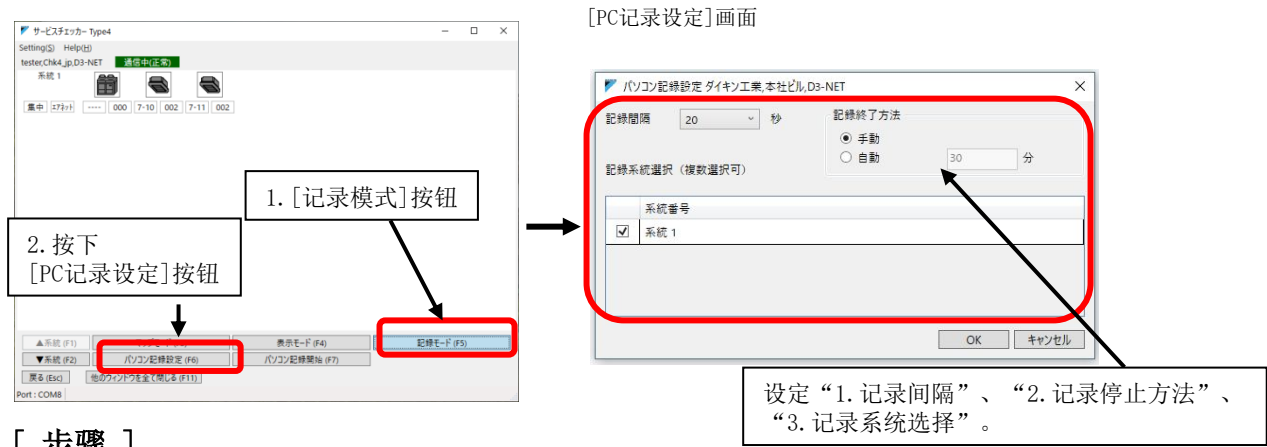 [PC记录设定]画面
サービスチェッカー Type4
Setting(S) Help(H)
tester,Chk4_jp,D3-NET 通信中(正常)
系統 1
集中 ｴｱﾈｯﾄ ---- 000 7-10 002 7-11 002
1.[记录模式]按钮
2.按下
[PC记录设定]按钮
▲系統 (F1) 表示モード (F4) 記録モード (F5)
▼系統 (F2) パソコン記録設定 (F6) パソコン記録開始 (F7)
戻る (Esc) 他のウィンドウを全て閉じる (F11)
Port : COM8
パソコン記録設定 ダイキン工業,本社ビル,D3-NET
記録間隔 20 秒 記録終了方法
手動
自動 30 分
記録系統選択（複数選択可）
系統番号
系統 1
OK キャンセル
设定“1.记录间隔”、“2.记录停止方法”、
“3.记录系统选择”。
[ 步骤 ]